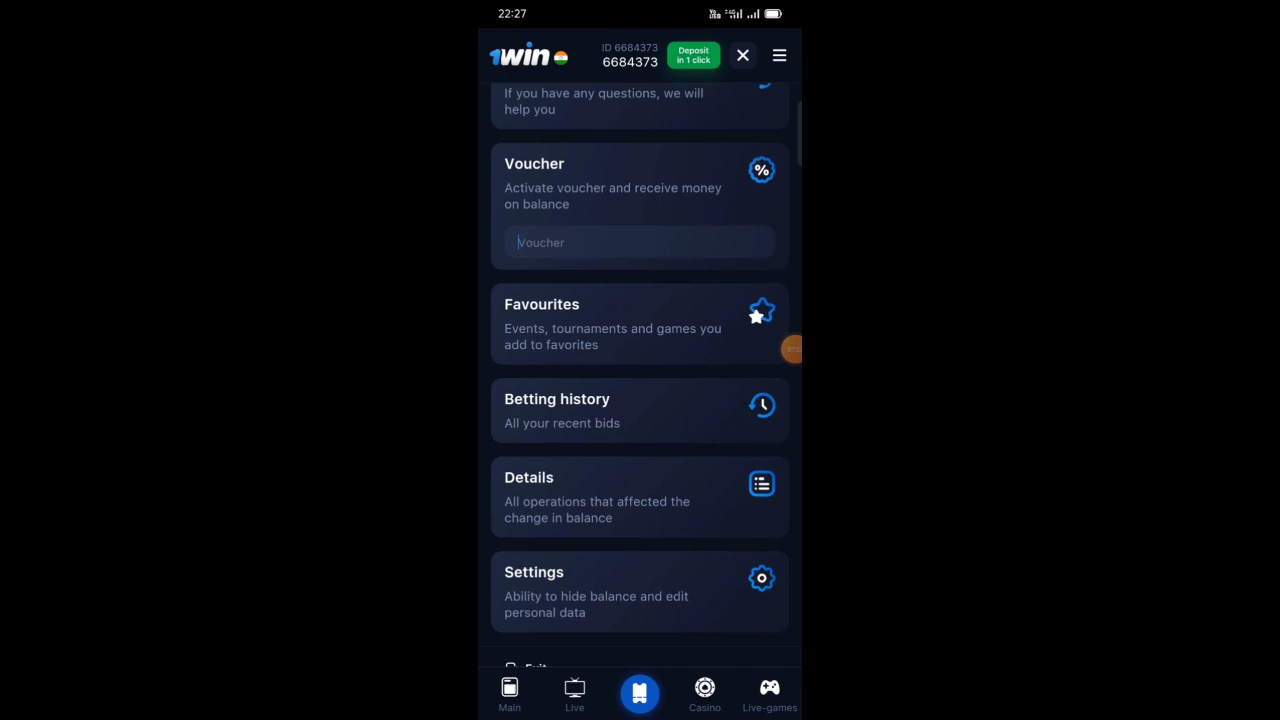 22:27
1win
ID 6684373
6684373
Deposit
in 1 click
If you have any questions, we will
help you
Voucher
Activate voucher and receive money
on balance
Voucher
Favourites
Events, tournaments and games you
add to favorites
Betting history
All your recent bids
Details
All operations that affected the
change in balance
Settings
Ability to hide balance and edit
personal data
Exit
Main
Live
Casino
Live-games